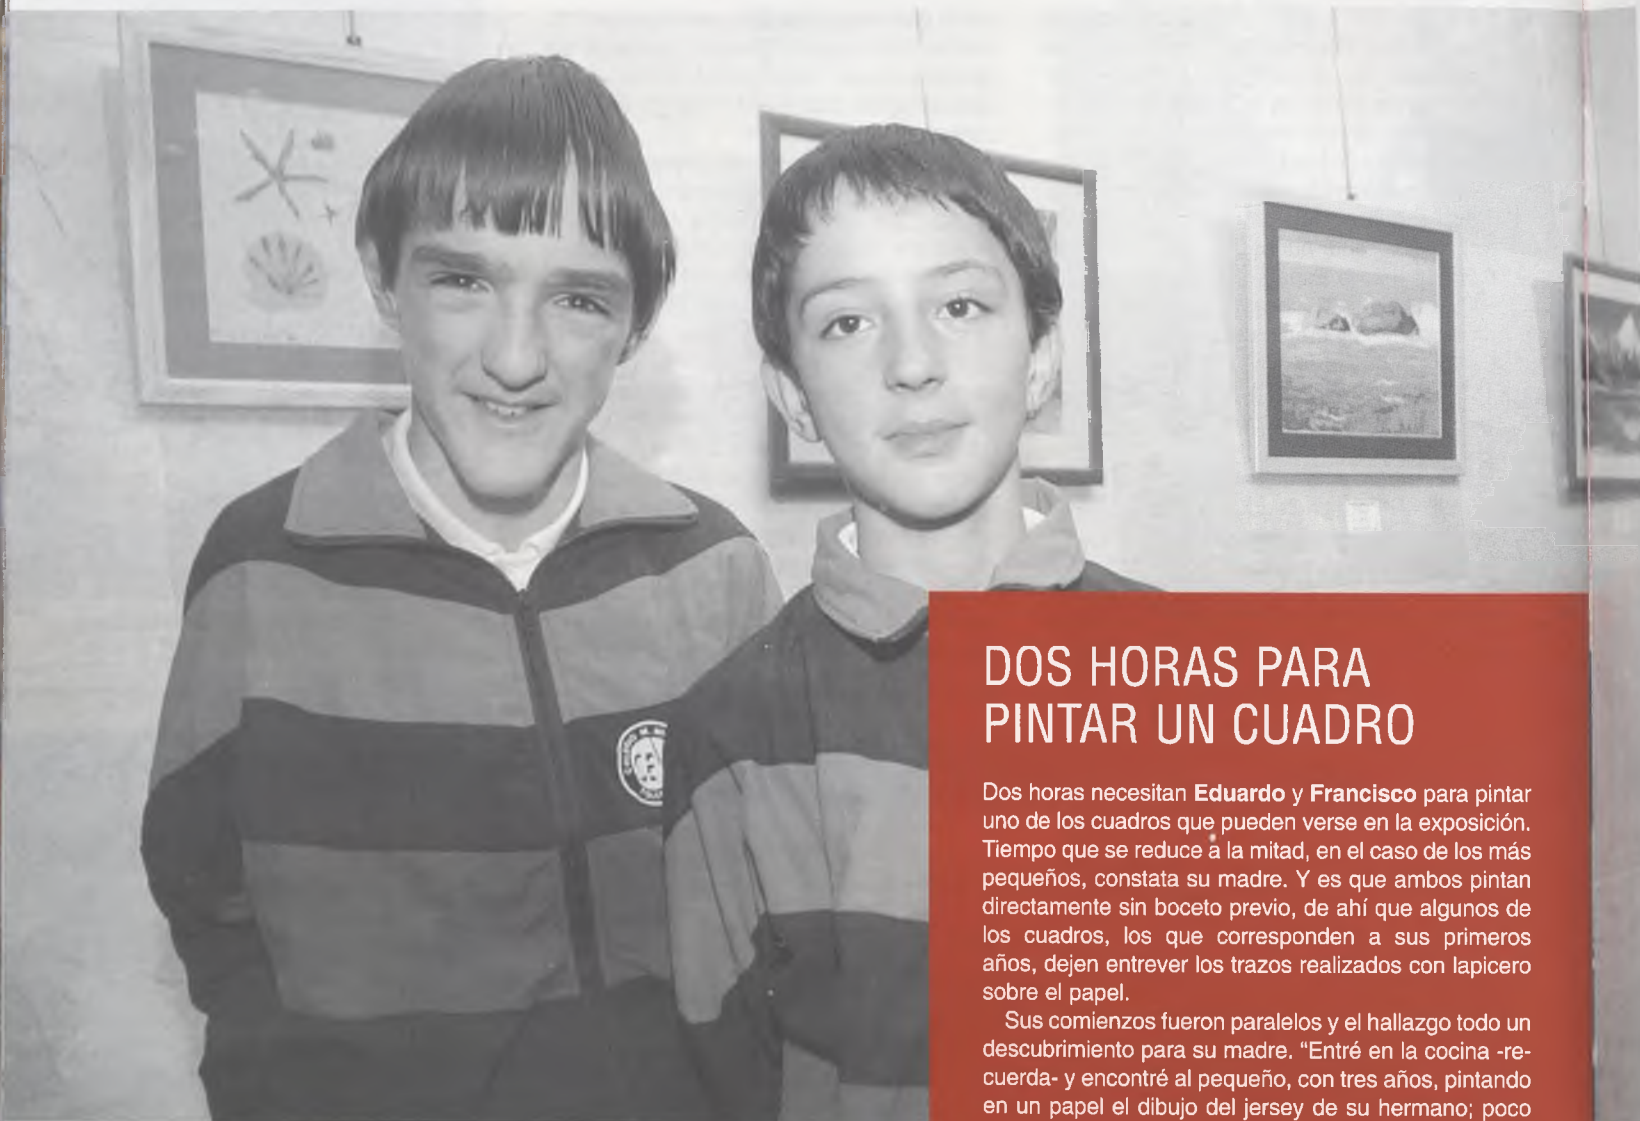 DOS HORAS PARA
PINTAR UN CUADRO
Dos horas necesitan Eduardo y Francisco para pintar
uno de los cuadros que pueden verse en la exposición.
Tiempo que se reduce a la mitad, en el caso de los más
pequeños, constata su madre. Y es que ambos pintan
directamente sin boceto previo, de ahí que algunos de
los cuadros, los que corresponden a sus primeros
años, dejen entrever los trazos realizados con lapicero
sobre el papel.
Sus comienzos fueron paralelos y el hallazgo todo un
descubrimiento para su madre. “Entré en la cocina -re-
cuerda- y encontré al pequeño, con tres años, pintando
en un papel el dibujo del jersey de su hermano; poco